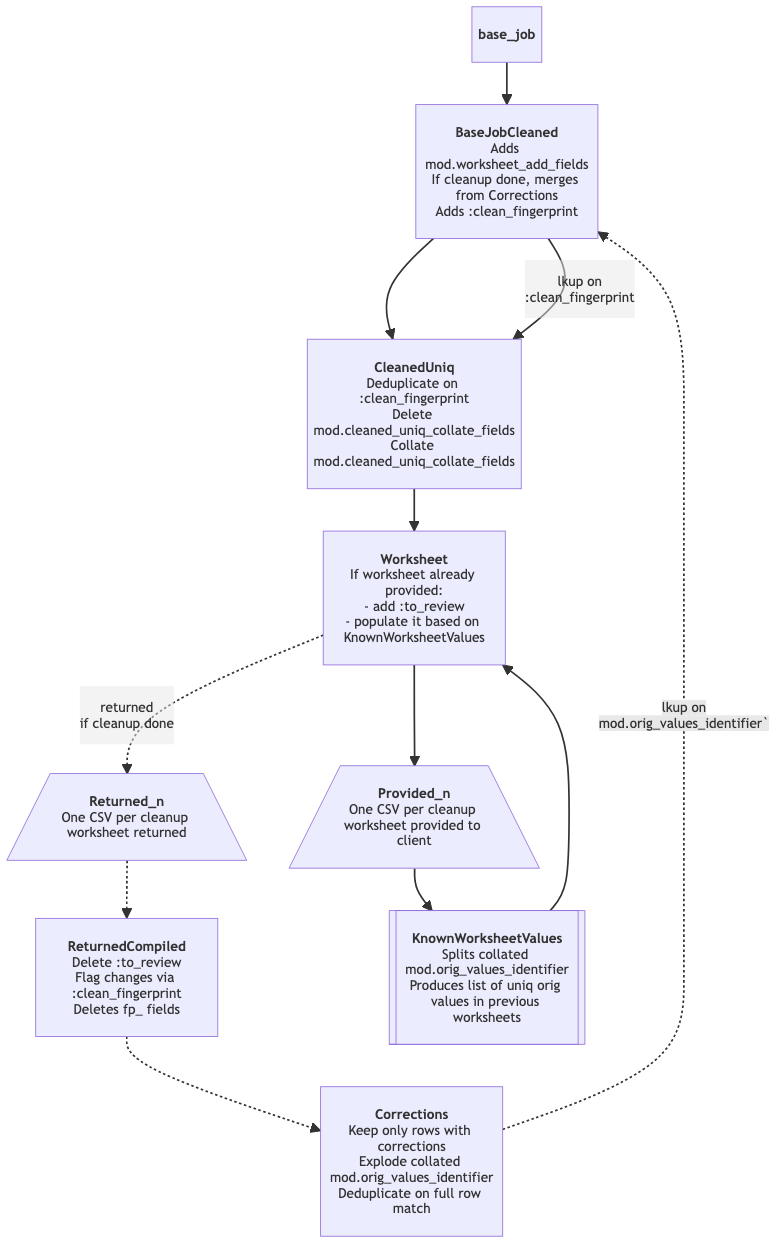 base_job
BaseJobCleaned
Adds
mod.worksheet_add_fields
If cleanup done, merges
from Corrections
Adds :clean_fingerprint
lkup on
:clean_fingerprint
CleanedUniq
Deduplicate on
:clean_fingerprint
Delete
mod.cleaned_uniq_collate_fields
Collate
mod.cleaned_uniq_collate_fields
Worksheet
If worksheet already
provided:
- add :to_review
- populate it based on
KnownWorksheetValues
returned
if cleanup done
lkup on
mod.orig_values_identifier`
Returned_n
One CSV per cleanup
worksheet returned
Provided_n
One CSV per cleanup
worksheet provided to
client
ReturnedCompiled
Delete :to_review
Flag changes via
:clean_fingerprint
Deletes fp_ fields
KnownWorksheetValues
Splits collated
mod.orig_values_identifier
Produces list of uniq orig
values in previous
worksheets
Corrections
Keep only rows with
corrections
Explode collated
mod.orig_values_identifier
Deduplicate on full row
match